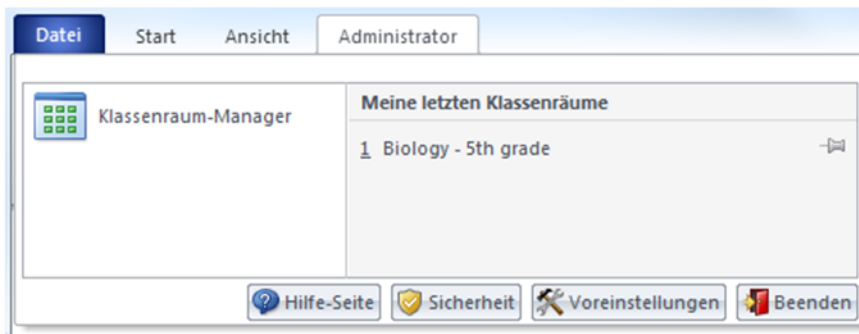 Datei Start Ansicht Administrator
Klassenraum-Manager
Meine letzten Klassenräume
1 Biology - 5th grade
Hilfe-Seite Sicherheit Voreinstellungen Beenden